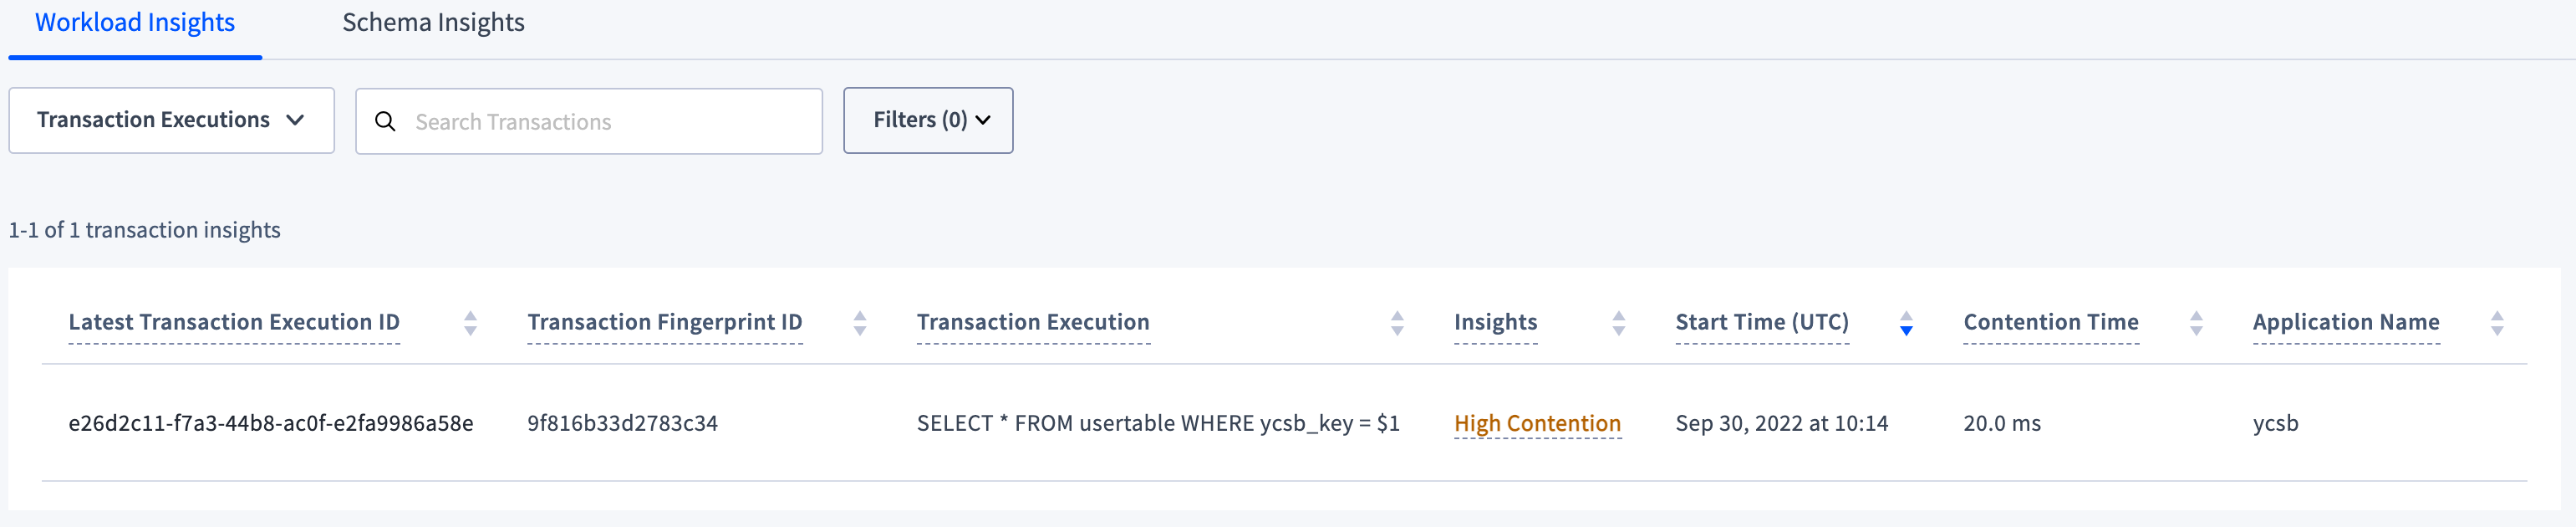 Workload Insights Schema Insights
Transaction Executions Search Transactions Filters (0)
1-1 of 1 transaction insights
Latest Transaction Execution ID Transaction Fingerprint ID Transaction Execution Insights Start Time (UTC) Contention Time Application Name
e26d2c11-f7a3-44b8-ac0f-e2fa9986a58e 9f816b33d2783c34 SELECT * FROM usertable WHERE ycsb_key = $1 High Contention Sep 30, 2022 at 10:14 20.0 ms ycsb